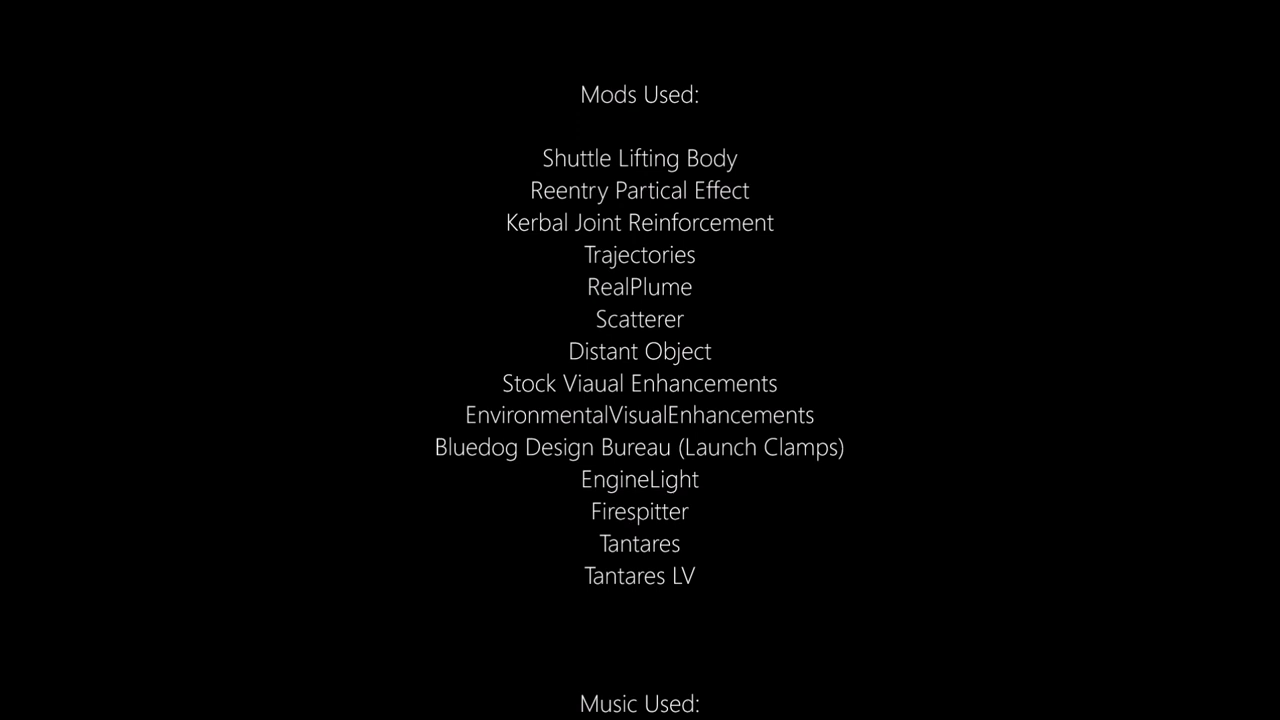 Mods Used:
Shuttle Lifting Body
Reentry Partical Effect
Kerbal Joint Reinforcement
Trajectories
RealPlume
Scatterer
Distant Object
Stock Viaual Enhancements
EnvironmentalVisualEnhancements
Bluedog Design Bureau (Launch Clamps)
EngineLight
Firespitter
Tantares
Tantares LV
Music Used: